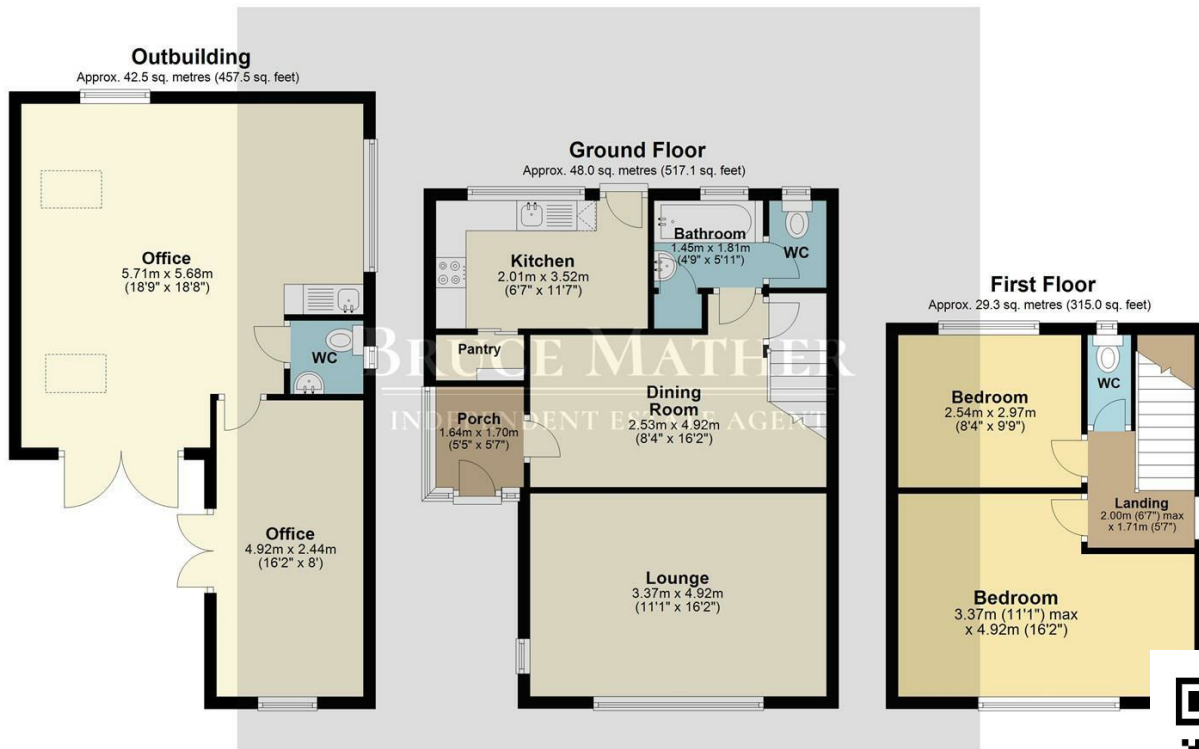 Outbuilding
Approx. 42.5 sq. metres (457.5 sq. feet)
Office
5.71m x 5.68m
(18'9" x 18'8")
WC
Office
4.92m x 2.44m
(16'2" x 8')
Ground Floor
Approx. 48.0 sq. metres (517.1 sq. feet)
Kitchen
2.01m x 3.52m
(6'7" x 11'7")
Bathroom
1.45m x 1.81m
(4'9" x 5'11")
WC
Pantry
BRUCE MATHER
INDEPENDENT ESTATE AGENT
Porch
1.64m x 1.70m
(5'5" x 5'7")
Dining
Room
2.53m x 4.92m
(8'4" x 16'2")
Lounge
3.37m x 4.92m
(11'1" x 16'2")
First Floor
Approx. 29.3 sq. metres (315.0 sq. feet)
Bedroom
2.54m x 2.97m
(8'4" x 9'9")
WC
Landing
2.00m (6'7") max
x 1.71m (5'7")
Bedroom
3.37m (11'1") max
x 4.92m (16'2")